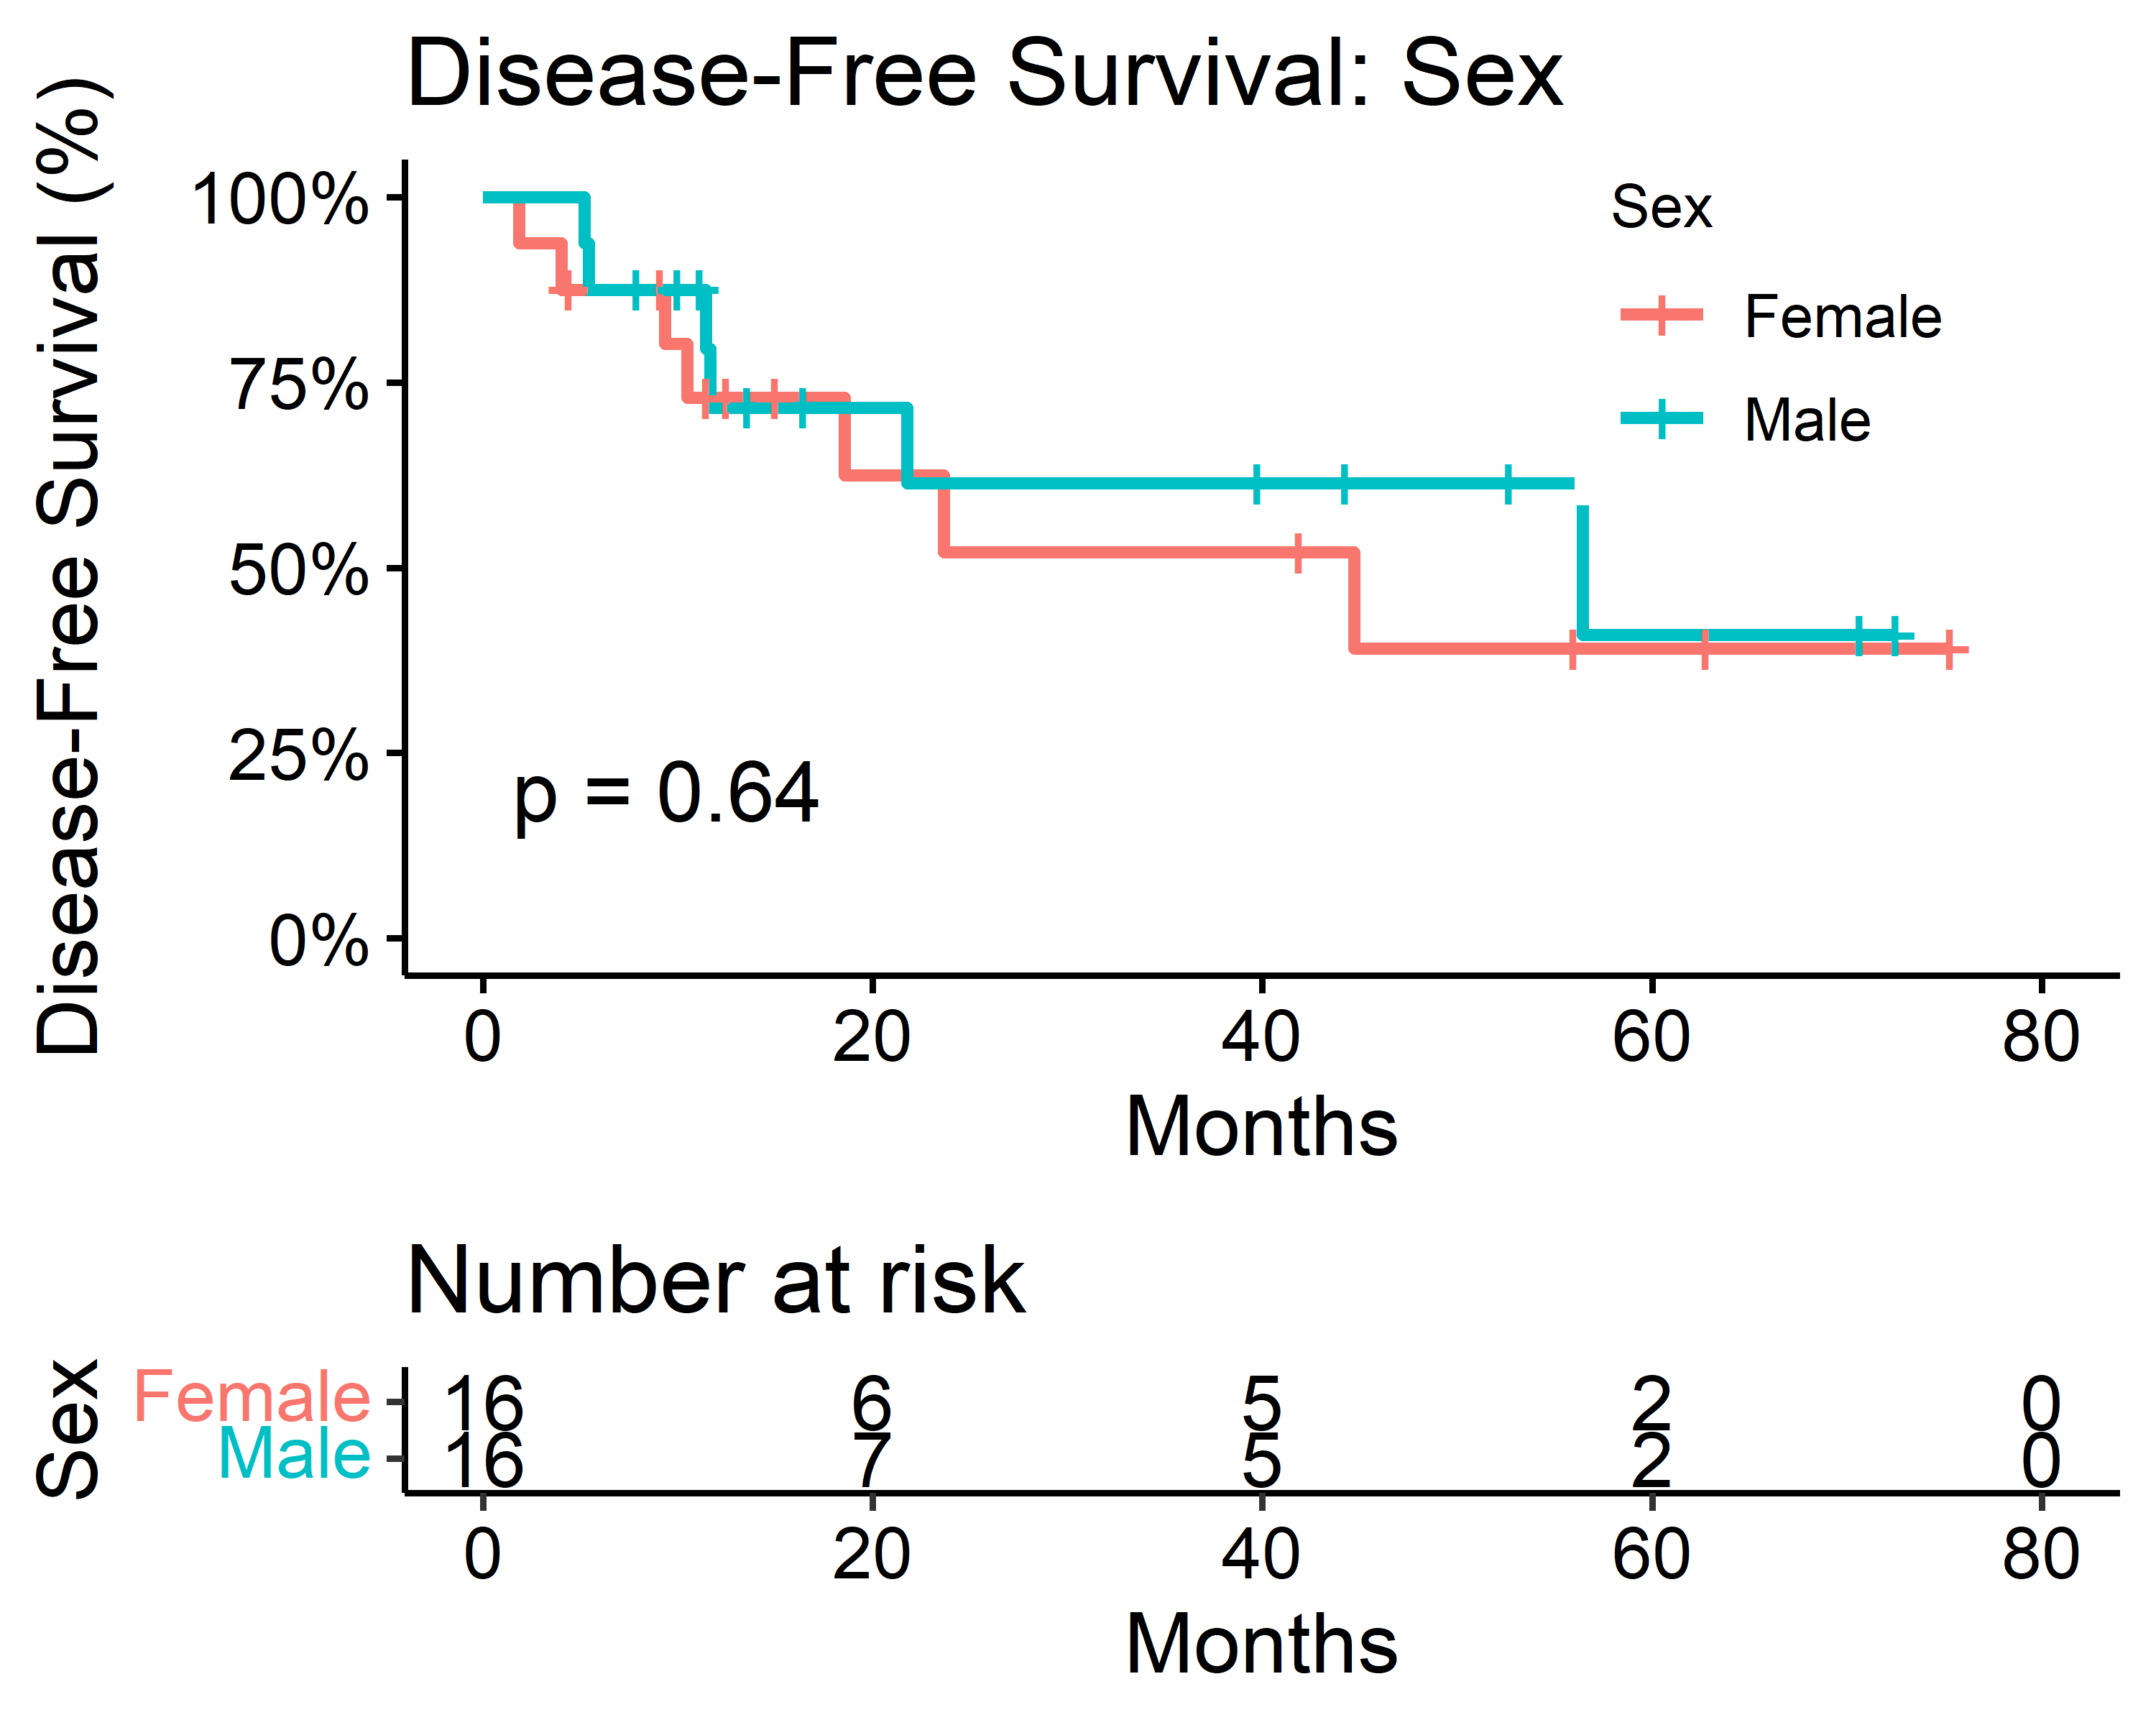 Disease-Free Survival: Sex
Disease-Free Survival (%)
100%
75%
50%
25%
0%
Sex
Female
Male
p = 0.64
0 20 40 60 80
Months
Number at risk
Sex
Female 16 6 5 2 0
Male 16 7 5 2 0
0 20 40 60 80
Months